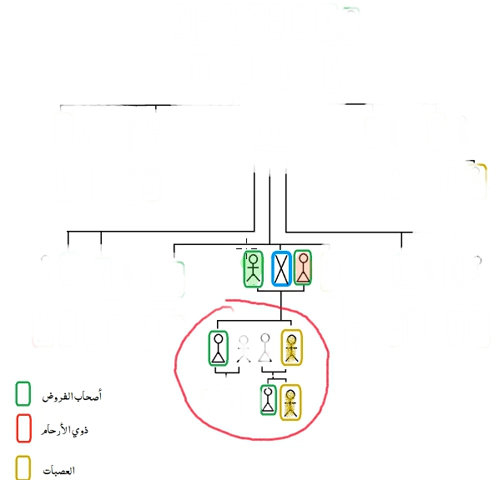 أصحاب الفروض
ذوي الأرحام
العصبات